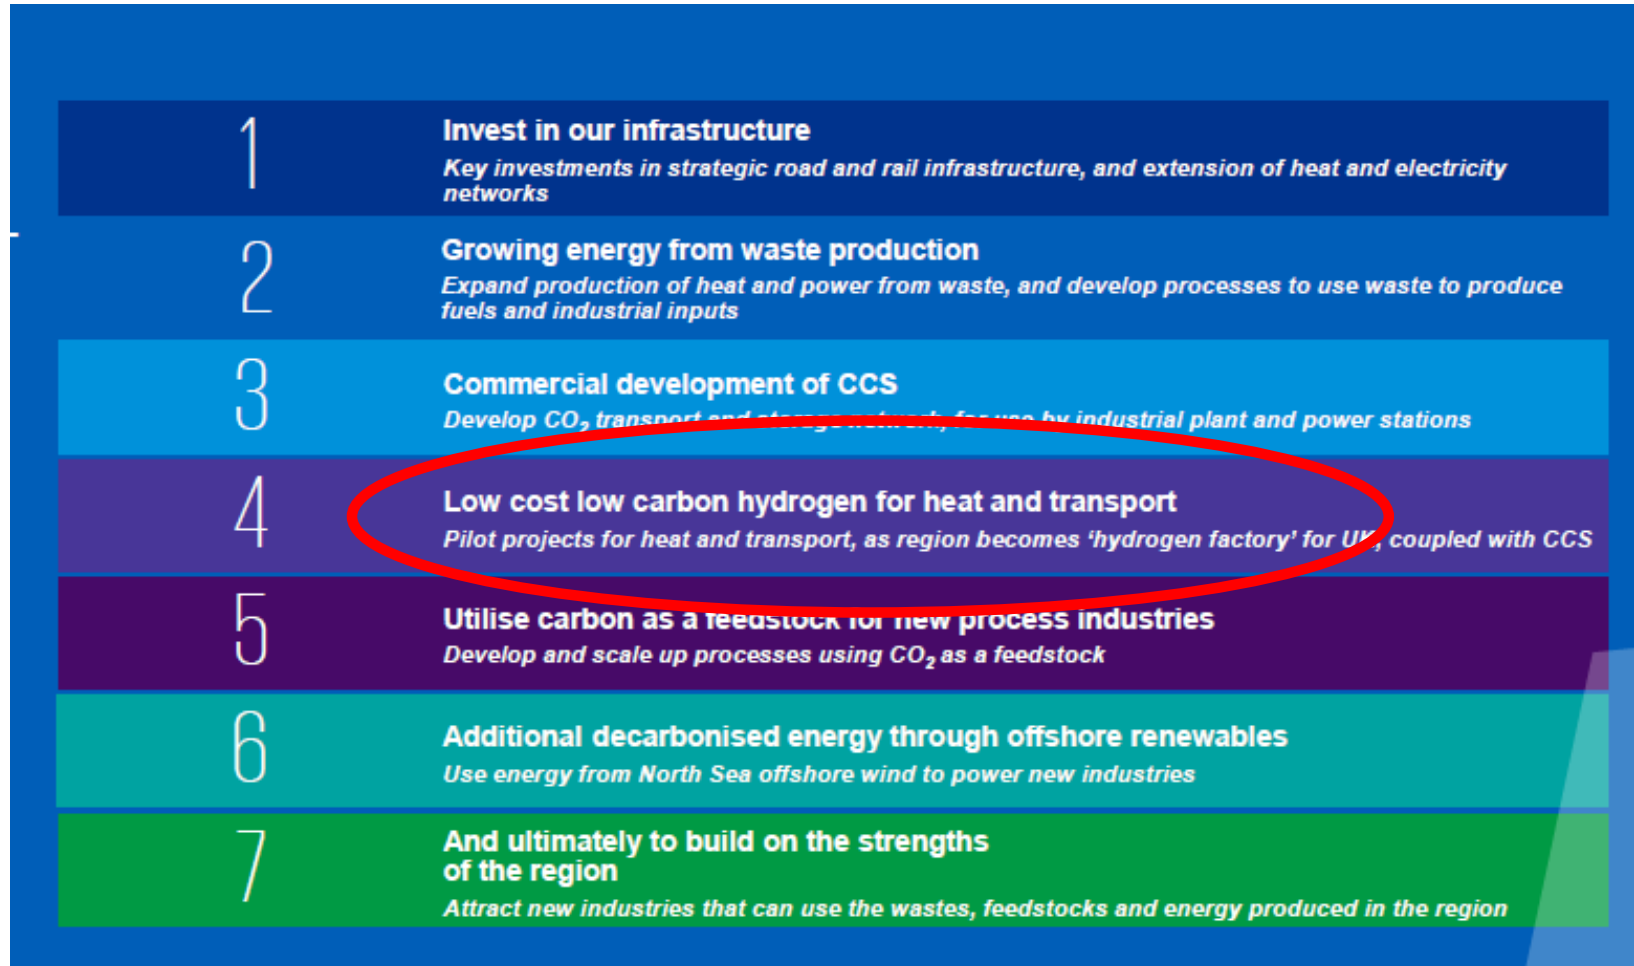 1
Invest in our infrastructure
Key investments in strategic road and rail infrastructure, and extension of heat and electricity
networks
2
Growing energy from waste production
Expand production of heat and power from waste, and develop processes to use waste to produce
fuels and industrial inputs
3
Commercial development of CCS
Develop CO₂ transport and storage network, for use by industrial plant and power stations
4
Low cost low carbon hydrogen for heat and transport
Pilot projects for heat and transport, as region becomes ‘hydrogen factory’ for UK, coupled with CCS
5
Utilise carbon as a feedstock for new process industries
Develop and scale up processes using CO₂ as a feedstock
6
Additional decarbonised energy through offshore renewables
Use energy from North Sea offshore wind to power new industries
7
And ultimately to build on the strengths
of the region
Attract new industries that can use the wastes, feedstocks and energy produced in the region